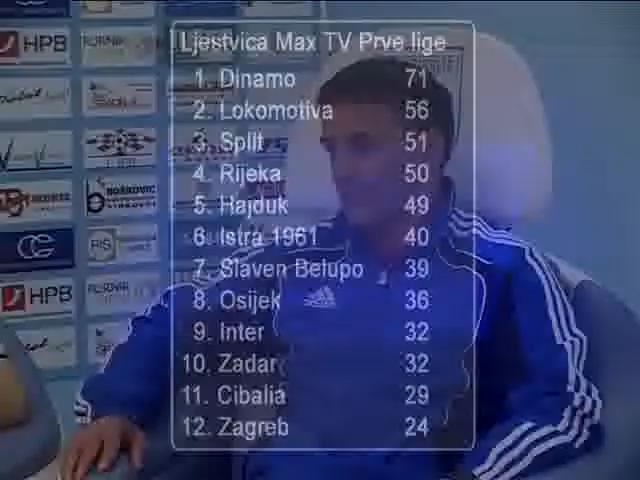 Ljestvica Max TV Prve lige
1. Dinamo 71
2. Lokomotiva 56
3. Split 51
4. Rijeka 50
5. Hajduk 49
6. Istra 1961 40
7. Slaven Belupo 39
8. Osijek 36
9. Inter 32
10. Zadar 32
11. Cibalia 29
12. Zagreb 24
HPB
BOŠKOVIĆ
HPB